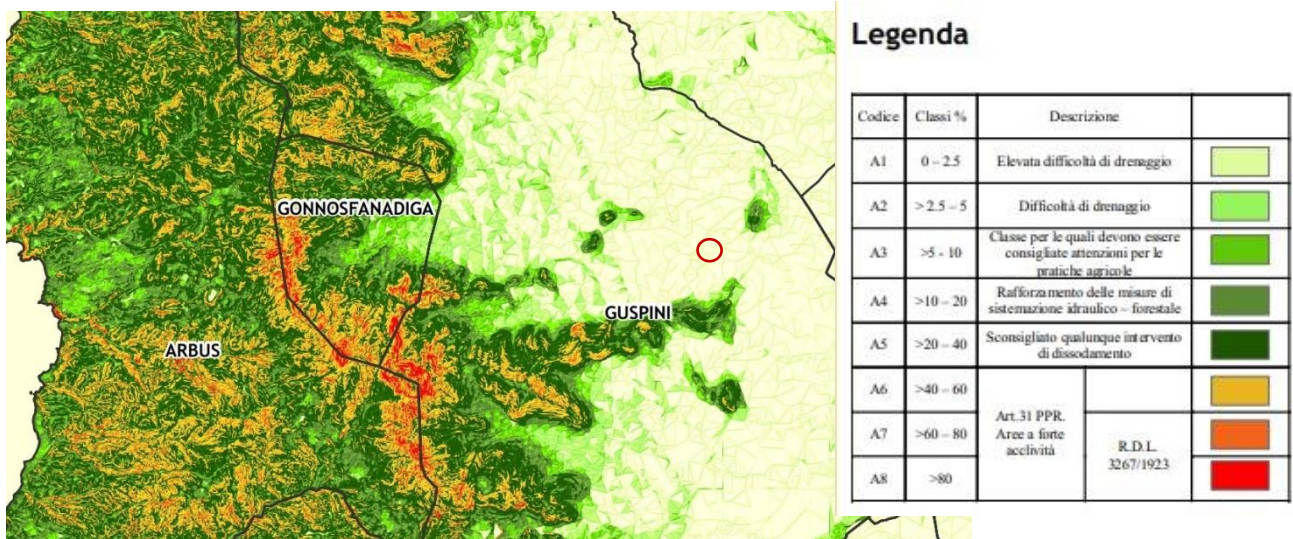 GONNOSFANADIGA
GUSPINI
ARBUS
Legenda
Codice Classi % Descrizione
A1 0 – 2.5 Elevata difficoltà di drenaggio
A2 > 2.5 – 5 Difficoltà di drenaggio
A3 >5 - 10 Classe per le quali devono essere
consigliate attenzioni per le
pratiche agricole
A4 >10 – 20 Rafforzamento delle misure di
sistemazione idraulico – forestale
A5 >20 – 40 Sconsigliato qualunque intervento
di dissodamento
A6 >40 – 60
Art.31 PPR.
A7 >60 – 80 Aree a forte
acclività
R.D.L.
3267/1923
A8 >80